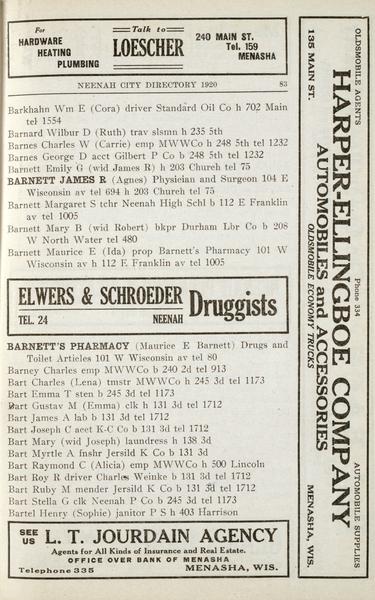 For
HARDWARE
HEATING
PLUMBING
Talk to
LOESCHER
240 MAIN ST.
Tel. 159
MENASHA
NEENAH CITY DIRECTORY 1920 83
Barkhahn Wm E (Cora) driver Standard Oil Co h 702 Main
tel 1554
Barnard Wilbur D (Ruth) trav slsmn h 235 5th
Barnes Charles W (Carrie) emp MWWCo h 248 5th tel 1232
Barnes George D acct Gilbert P Co b 248 5th tel 1232
Barnett Emily G (wid James R) h 203 Church tel 75
BARNETT JAMES R (Agnes) Physician and Surgeon 104 E
Wisconsin av tel 694 h 203 Church tel 75
Barnett Margaret S tchr Neenah High Schl b 112 E Franklin
av tel 1005
Barnett Mary B (wid Robert) bkpr Durham Lbr Co b 208
W North Water tel 480
Barnett Maurice E (Ida) prop Barnett's Pharmacy 101 W
Wisconsin av h 112 E Franklin av tel 1005
ELWERS & SCHROEDER
TEL. 24 NEENAH
Druggists
BARNETT'S PHARMACY (Maurice E Barnett) Drugs and
Toilet Articles 101 W Wisconsin av tel 80
Barney Charles emp MWWCo b 240 2d tel 913
Bart Charles (Lena) tmstr MWWCo h 245 3d tel 1173
Bart Emma T sten b 245 3d tel 1173
Bart Gustav M (Emma) clk h 131 3d tel 1712
Bart James A lab b 131 3d tel 1712
Bart Joseph C acct K-C Co b 131 3d tel 1712
Bart Mary (wid Joseph) laundress h 138 3d
Bart Myrtle A fnshr Jersild K Co b 131 3d
Bart Raymond C (Alicia) emp MWWCo h 500 Lincoln
Bart Roy R driver Charles Weinke b 131 3d tel 1712
Bart Ruby M mender Jersild K Co b 131 3d tel 1712
Bart Stella G clk Neenah P Co b 245 3d tel 1173
Bartel Henry (Sophie) janitor P S h 403 Harrison
SEE
US
L. T. JOURDAIN AGENCY
Agents for All Kinds of Insurance and Real Estate.
OFFICE OVER BANK OF MENASHA
Telephone 335 MENASHA, WIS.
OLDSMOBILE AGENTS
Phone 334
AUTOMOBILE SUPPLIES
HARPER-ELLINGBOE COMPANY
AUTOMOBILES and ACCESSORIES
OLDSMOBILE ECONOMY TRUCKS
135 MAIN ST.
MENASHA, WIS.